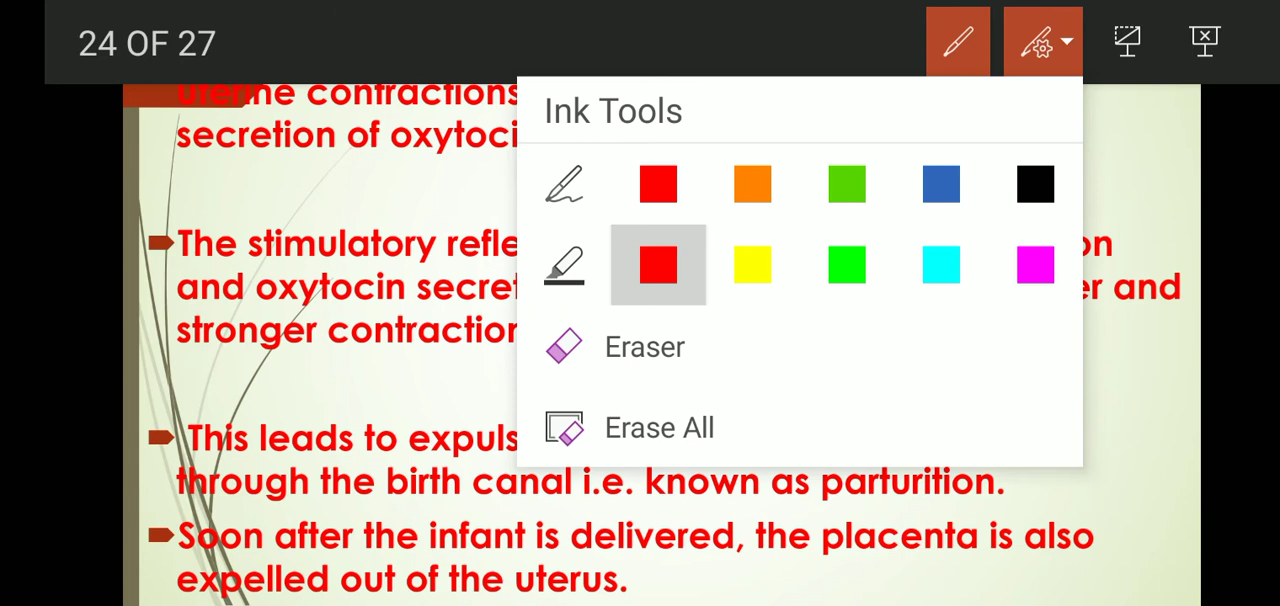 24 OF 27
uterine contractions
secretion of oxytoci
Ink Tools
The stimulatory refle on
and oxytocin secret er and
stronger contraction
Eraser
Erase All
This leads to expuls
through the birth canal i.e. known as parturition.
Soon after the infant is delivered, the placenta is also
expelled out of the uterus.